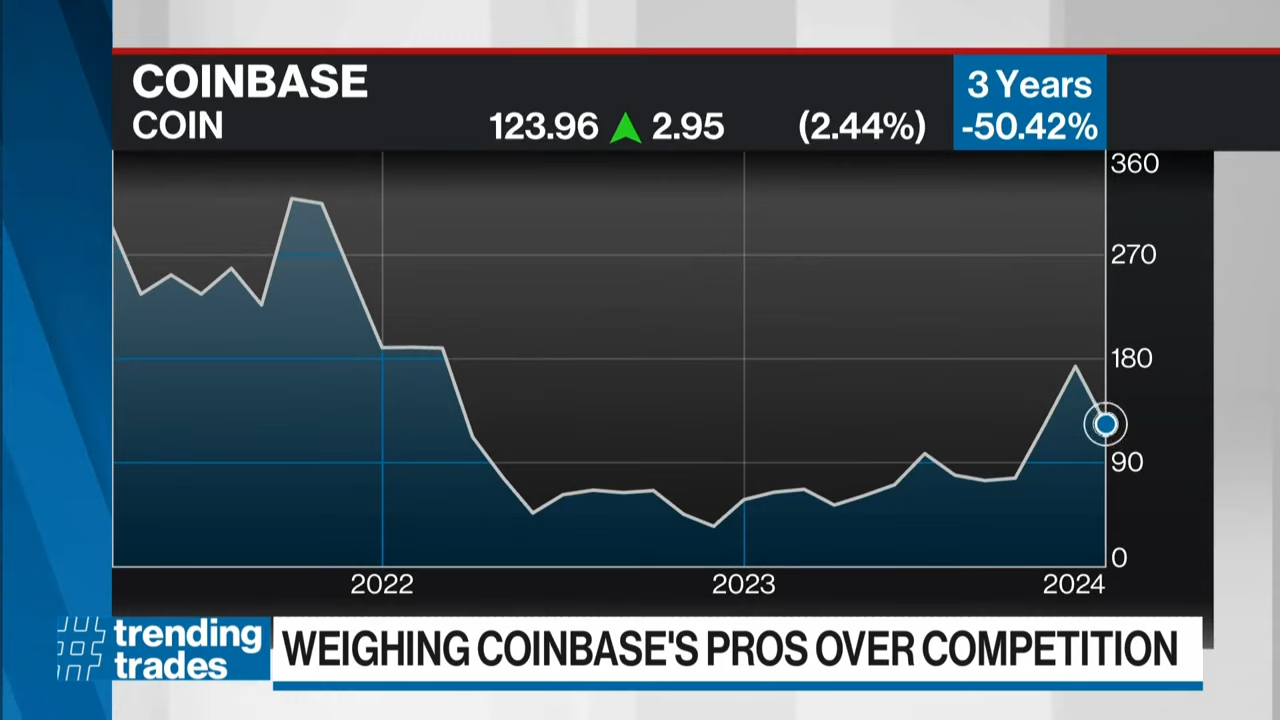 COINBASE
COIN
123.96 ▲ 2.95 (2.44%)
3 Years
-50.42%
360
270
180
90
0
2022 2023 2024
trending
trades
WEIGHING COINBASE'S PROS OVER COMPETITION